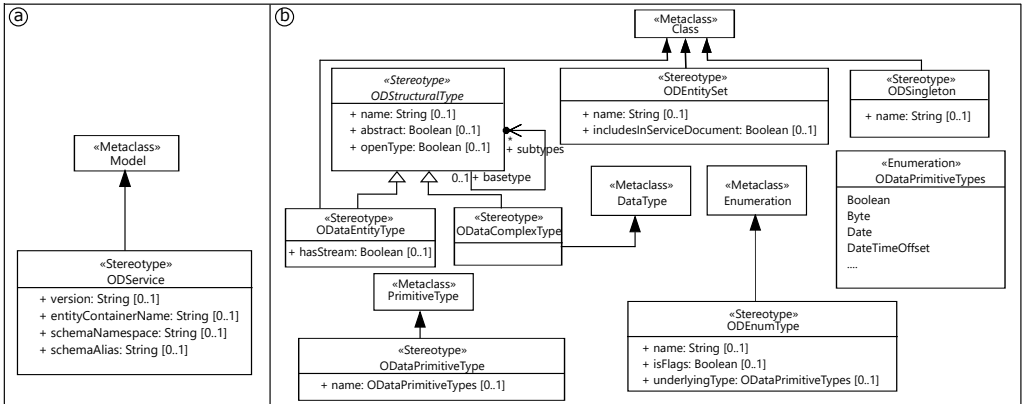 a
«Metaclass»
Model
«Stereotype»
ODService
+ version: String [0..1]
+ entityContainerName: String [0..1]
+ schemaNamespace: String [0..1]
+ schemaAlias: String [0..1]
b
«Metaclass»
Class
«Stereotype»
ODStructuralType
+ name: String [0..1]
+ abstract: Boolean [0..1]
+ openType: Boolean [0..1]
*
+ subtypes
0..1
+ basetype
«Stereotype»
ODEntitySet
+ name: String [0..1]
+ includesInServiceDocument: Boolean [0..1]
«Stereotype»
ODSingleton
+ name: String [0..1]
«Enumeration»
ODataPrimitiveTypes
Boolean
Byte
Date
DateTimeOffset
....
«Stereotype»
ODataEntityType
+ hasStream: Boolean [0..1]
«Stereotype»
ODataComplexType
«Metaclass»
DataType
«Metaclass»
Enumeration
«Metaclass»
PrimitiveType
«Stereotype»
ODataPrimitiveType
+ name: ODataPrimitiveTypes [0..1]
«Stereotype»
ODEnumType
+ name: String [0..1]
+ isFlags: Boolean [0..1]
+ underlyingType: ODataPrimitiveTypes [0..1]